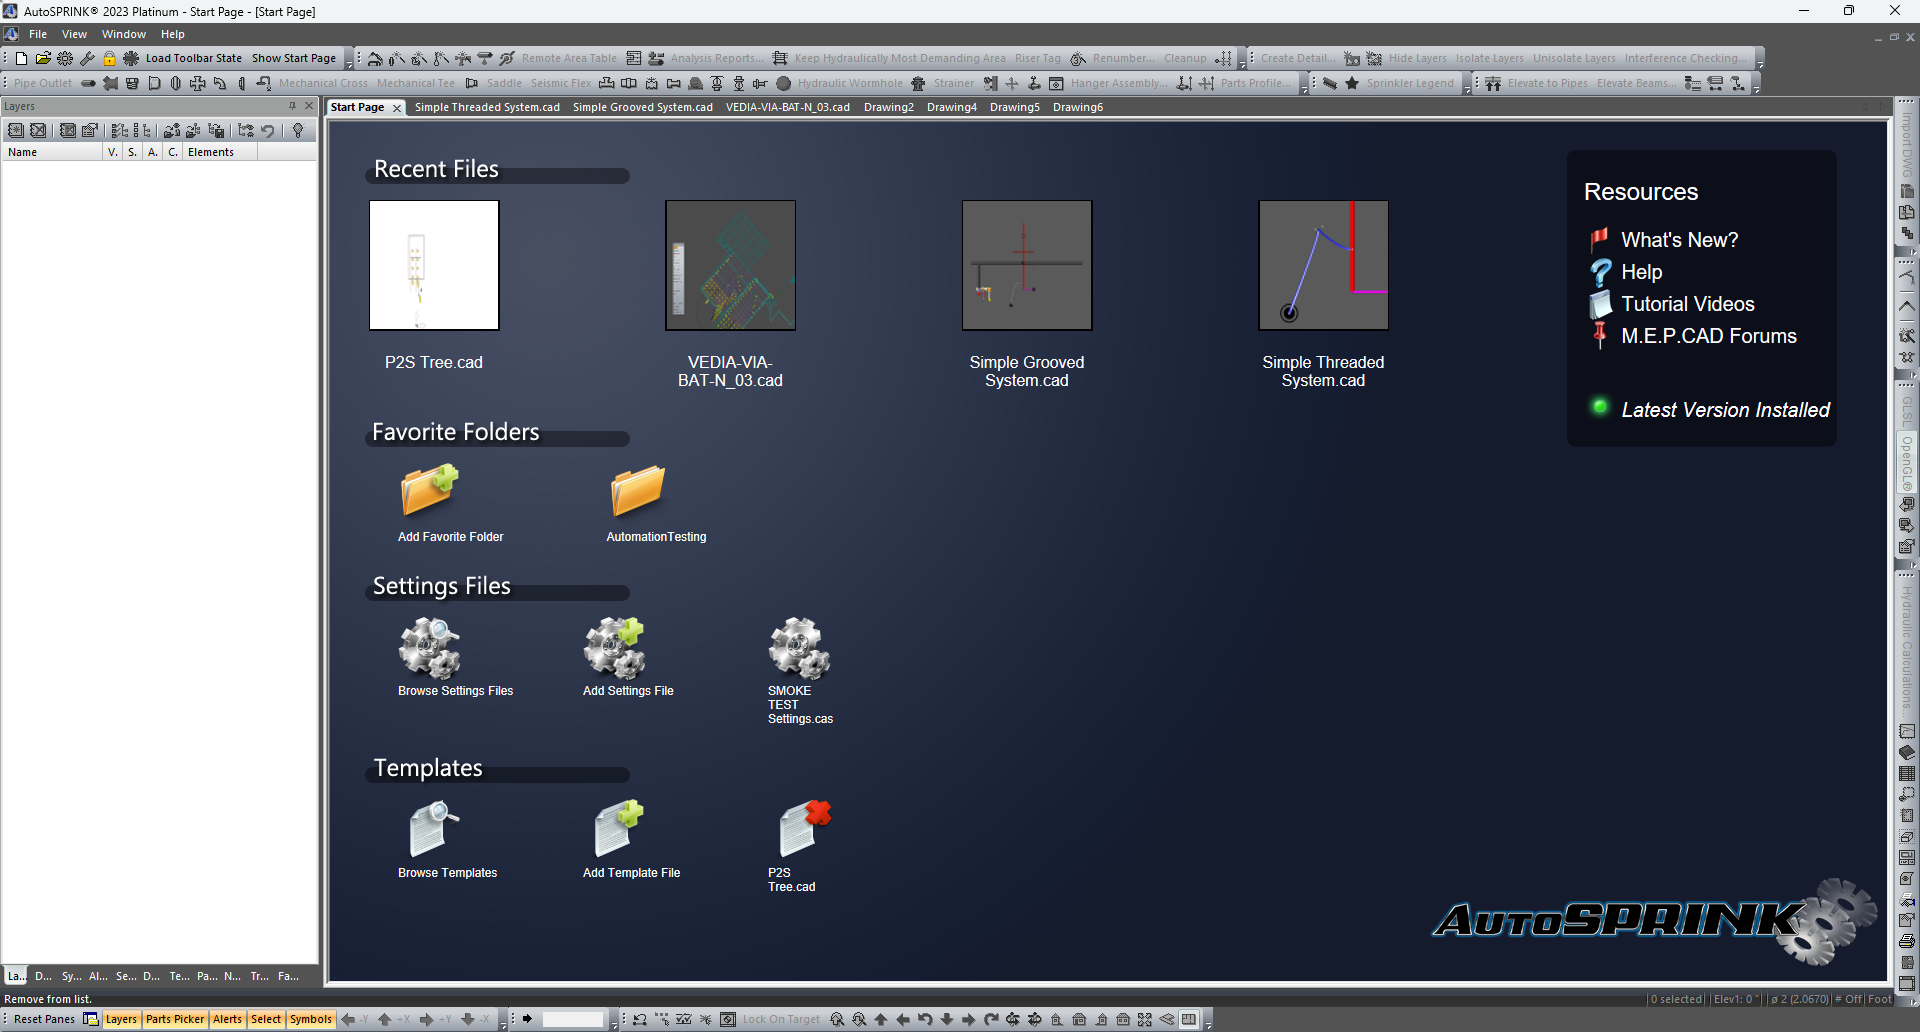 AutoSPRINK® 2023 Platinum - Start Page - [Start Page]
File View Window Help
Load Toolbar State Show Start Page Remote Area Table Analysis Reports... Keep Hydraulically Most Demanding Area Riser Tag Renumber... Cleanup Create Detail... Hide Layers Isolate Layers Unisolate Layers Interference Checking...
Pipe Outlet Mechanical Cross Mechanical Tee Saddle Seismic Flex Hydraulic Wormhole Strainer Hanger Assembly... Parts Profile... Sprinkler Legend Elevate to Pipes Elevate Beams...
Layers
Start Page Simple Threaded System.cad Simple Grooved System.cad VEDIA-VIA-BAT-N_03.cad Drawing2 Drawing4 Drawing5 Drawing6
Name V. S. A. C. Elements
Recent Files
P2S Tree.cad
VEDIA-VIA-
BAT-N_03.cad
Simple Grooved
System.cad
Simple Threaded
System.cad
Resources
What's New?
Help
Tutorial Videos
M.E.P.CAD Forums
Latest Version Installed
Favorite Folders
Add Favorite Folder
AutomationTesting
Settings Files
Browse Settings Files
Add Settings File
SMOKE
TEST
Settings.cas
Templates
Browse Templates
Add Template File
P2S
Tree.cad
AutoSPRINK
Import DWG
GLSL
OpenGL®
Hydraulic Calculations...
La... D... Sy... Al... Se... D... Te... Pa... N... Tr... Fa...
Remove from list.
0 selected Elev1: 0 " ø 2 (2.0670) # Off Foot
Reset Panes Layers Parts Picker Alerts Select Symbols -Y +X +Y -X Lock On Target